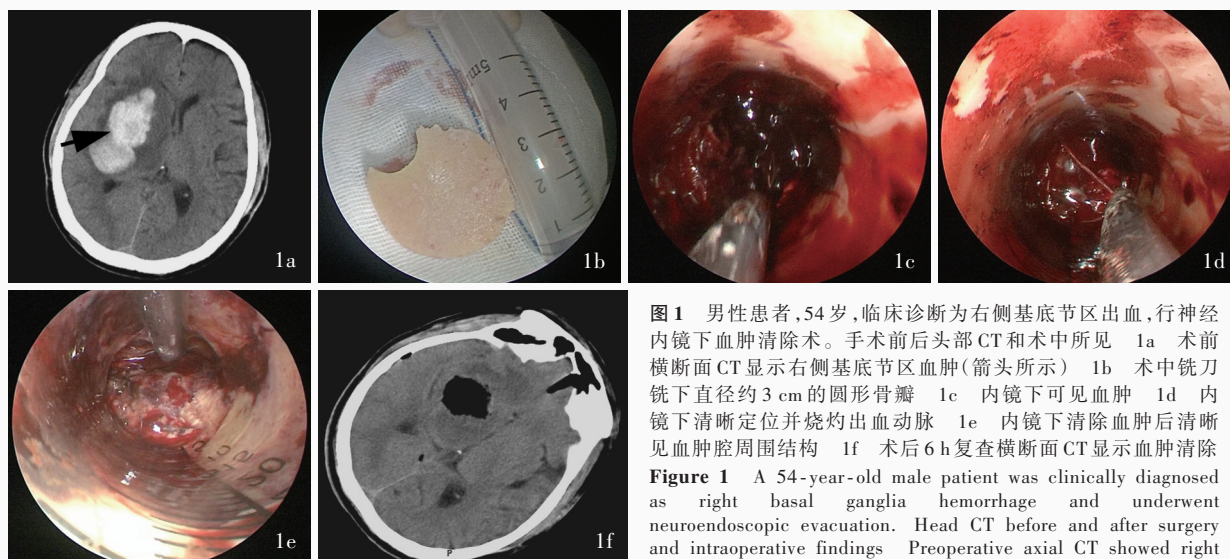 1a
5ml
4
3
2
1
1b
1c
1d
1e
P
1f
图1 男性患者,54岁,临床诊断为右侧基底节区出血,行神经
内镜下血肿清除术。手术前后头部CT和术中所见 1a 术前
横断面CT显示右侧基底节区血肿(箭头所示) 1b 术中铣刀
铣下直径约3 cm的圆形骨瓣 1c 内镜下可见血肿 1d 内
镜下清晰定位并烧灼出血动脉 1e 内镜下清除血肿后清晰
见血肿腔周围结构 1f 术后6 h复查横断面CT显示血肿清除
Figure 1 A 54-year-old male patient was clinically diagnosed
as right basal ganglia hemorrhage and underwent
neuroendoscopic evacuation. Head CT before and after surgery
and intraoperative findings Preoperative axial CT showed right